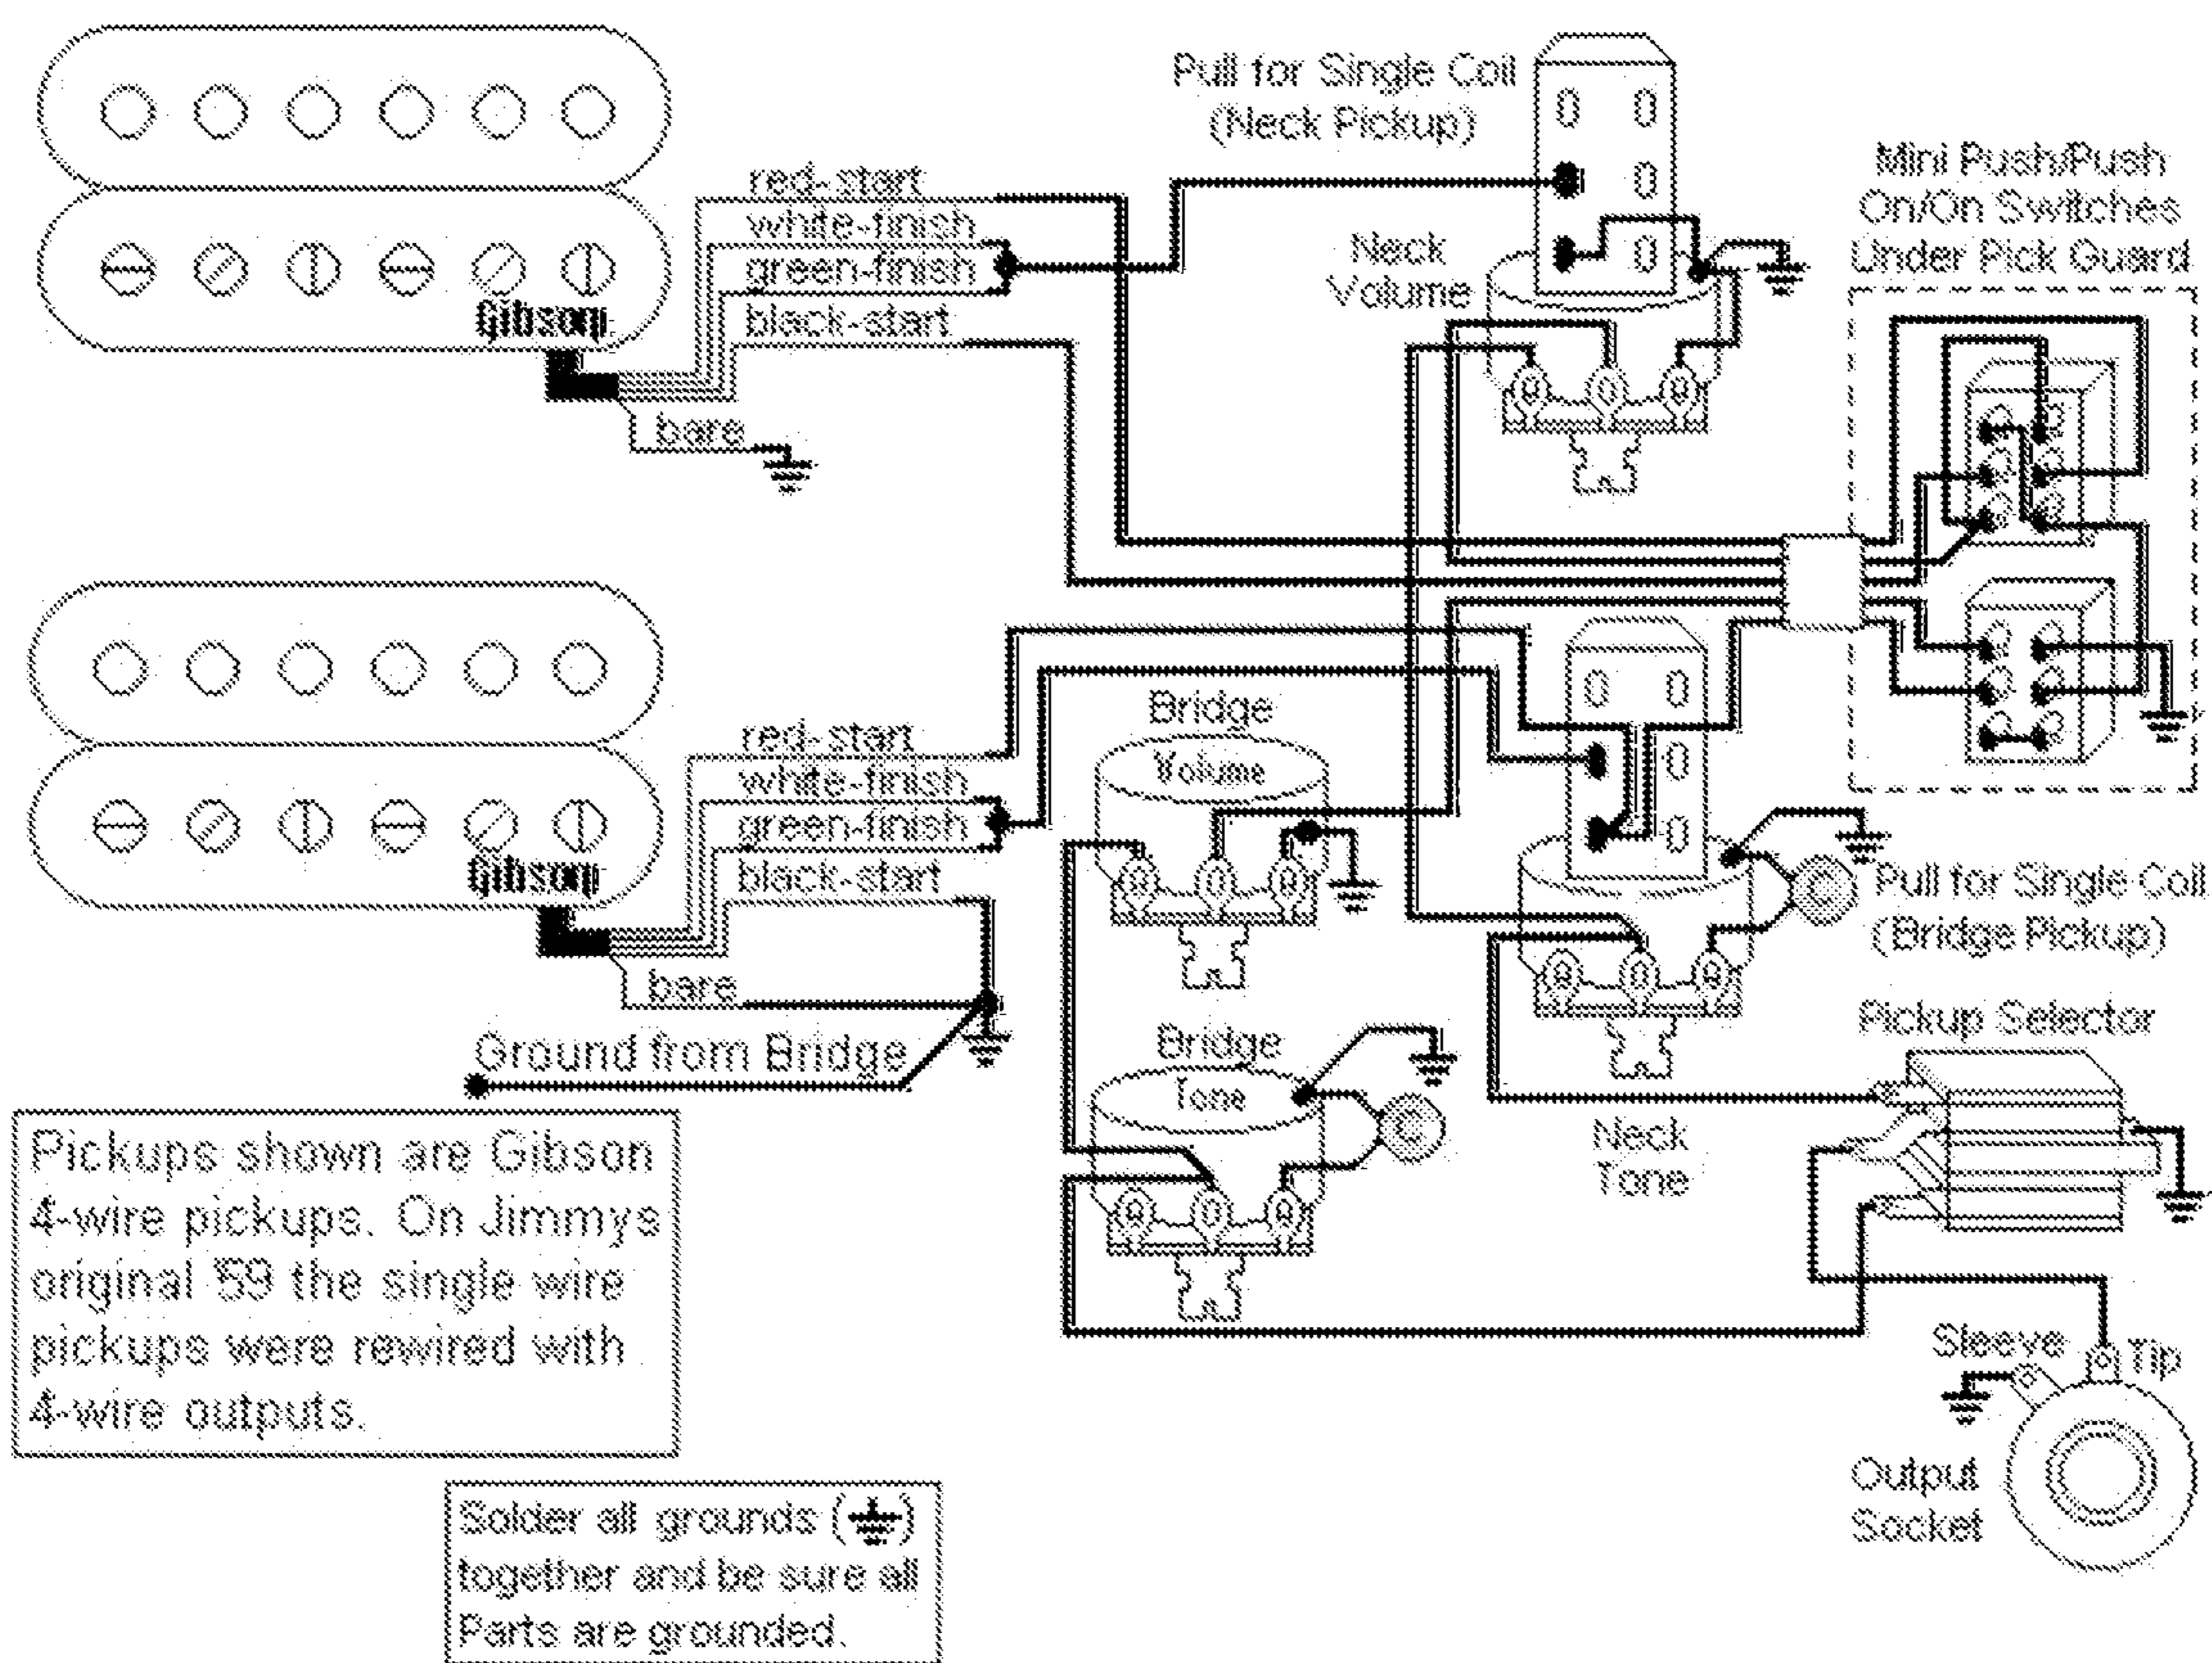 Pull for Single Coil
(Neck Pickup)
Mini Push/Push
On/On Switches
Under Pick Guard
red-start
white-finish
green-finish
black-start
bare
Gibson
Neck
Volume
red-start
white-finish
green-finish
black-start
bare
Gibson
Ground from Bridge
Bridge
Volume
C
Pull for Single Coil
(Bridge Pickup)
Bridge
Tone
C
Neck
Tone
Pickup Selector
Pickups shown are Gibson
4-wire pickups. On Jimmys
original '59 the single wire
pickups were rewired with
4-wire outputs.
Sleeve
Tip
Output
Socket
Solder all grounds (
)
together and be sure all
Parts are grounded.